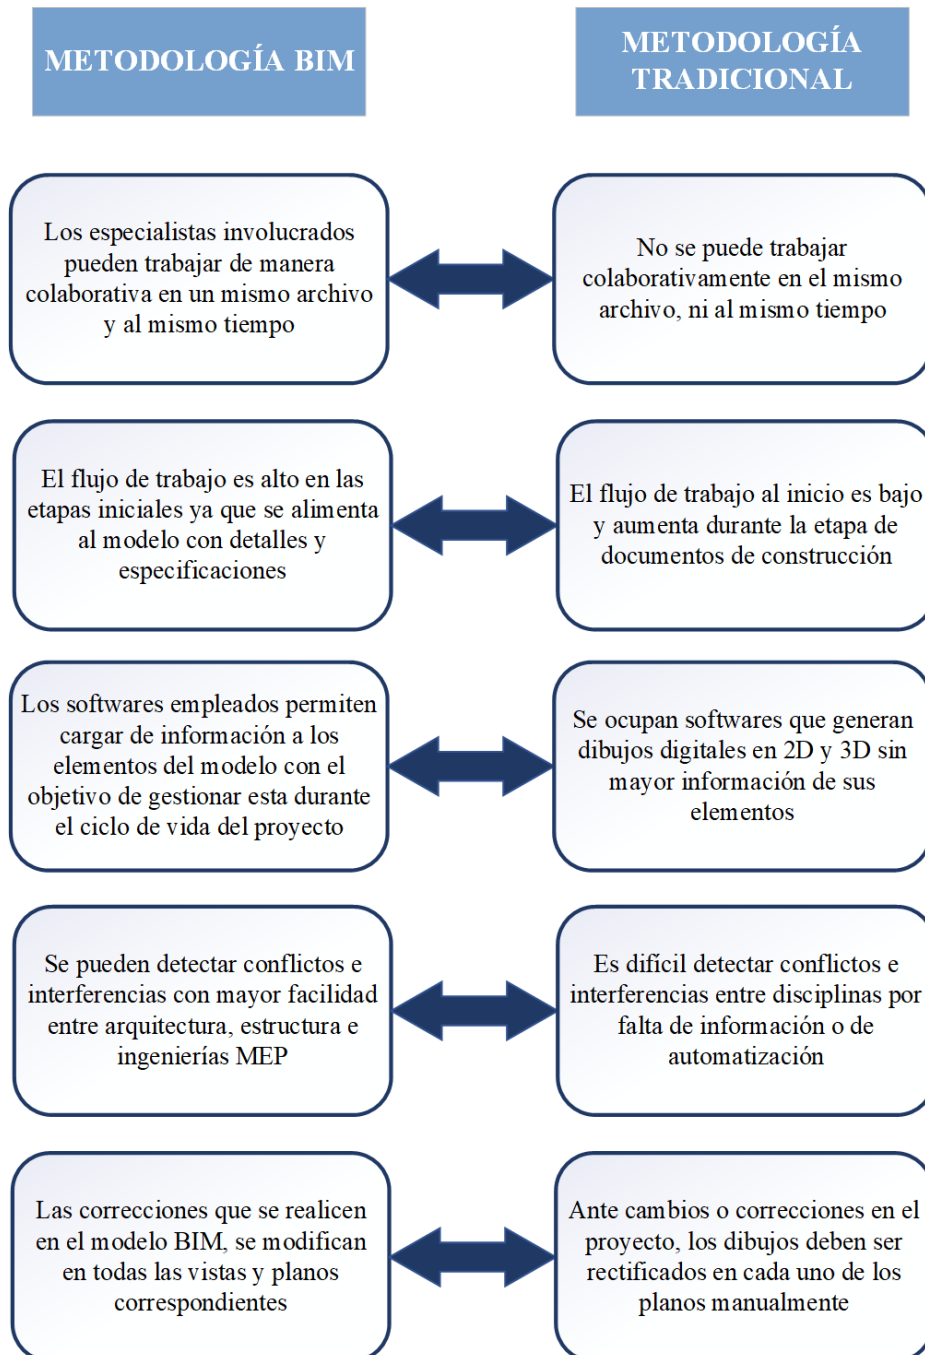 METODOLOGÍA BIM
METODOLOGÍA
TRADICIONAL
Los especialistas involucrados
pueden trabajar de manera
colaborativa en un mismo archivo
y al mismo tiempo
No se puede trabajar
colaborativamente en el mismo
archivo, ni al mismo tiempo
El flujo de trabajo es alto en las
etapas iniciales ya que se alimenta
al modelo con detalles y
especificaciones
El flujo de trabajo al inicio es bajo
y aumenta durante la etapa de
documentos de construcción
Los softwares empleados permiten
cargar de información a los
elementos del modelo con el
objetivo de gestionar esta durante
el ciclo de vida del proyecto
Se ocupan softwares que generan
dibujos digitales en 2D y 3D sin
mayor información de sus
elementos
Se pueden detectar conflictos e
interferencias con mayor facilidad
entre arquitectura, estructura e
ingenierías MEP
Es difícil detectar conflictos e
interferencias entre disciplinas por
falta de información o de
automatización
Las correcciones que se realicen
en el modelo BIM, se modifican
en todas las vistas y planos
correspondientes
Ante cambios o correcciones en el
proyecto, los dibujos deben ser
rectificados en cada uno de los
planos manualmente